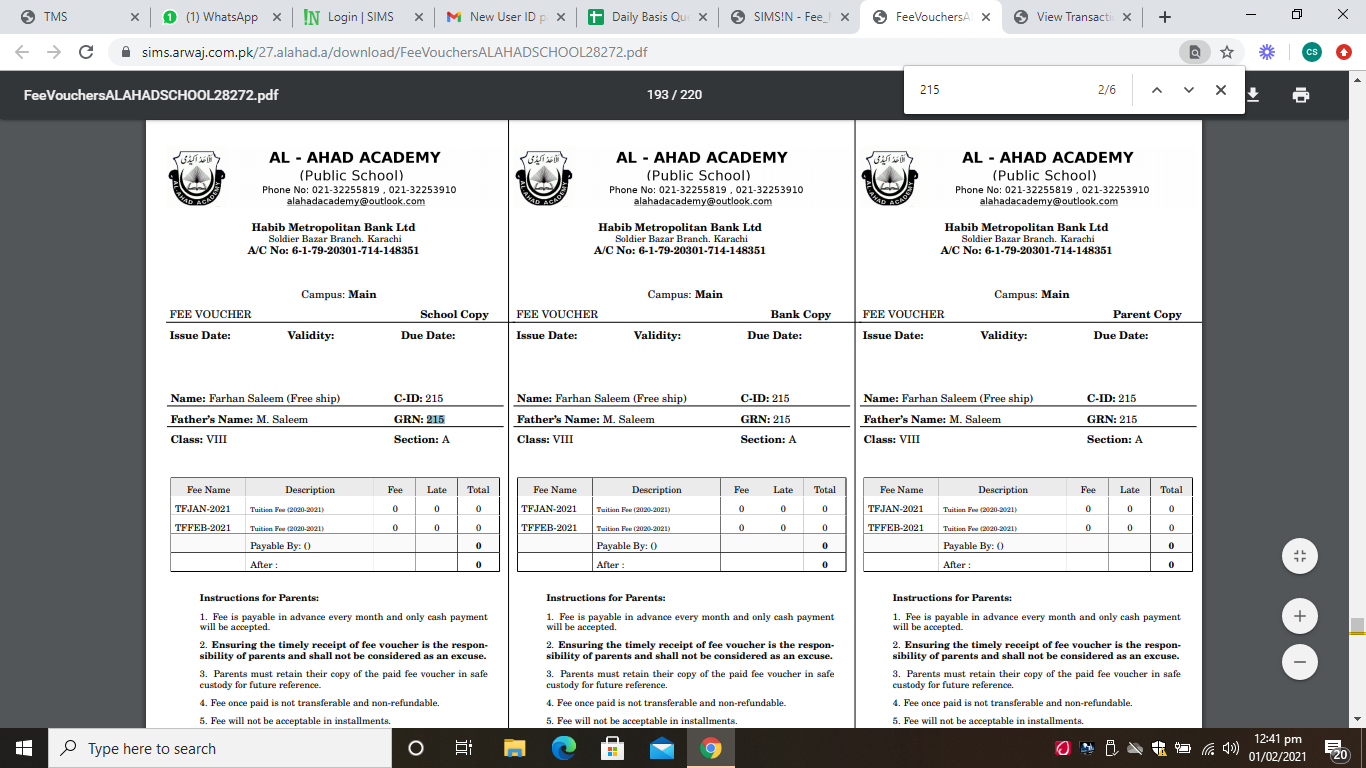 TMS
(1) WhatsApp
Login | SIMS
New User ID p
Daily Basis Qu
SIMS!N - Fee_
FeeVouchersA
View Transacti
sims.arwaj.com.pk/27.alahad.a/download/FeeVouchersALAHADSCHOOL28272.pdf
CS
FeeVouchersALAHADSCHOOL28272.pdf
193 / 220
215
2/6
AL - AHAD ACADEMY
(Public School)
Phone No: 021-32255819 , 021-32253910
alahadacademy@outlook.com
Habib Metropolitan Bank Ltd
Soldier Bazar Branch. Karachi
A/C No: 6-1-79-20301-714-148351
Campus: Main
FEE VOUCHER School Copy
Issue Date: Validity: Due Date:
Name: Farhan Saleem (Free ship) C-ID: 215
Father's Name: M. Saleem GRN: 215
Class: VIII Section: A
Fee Name Description Fee Late Total
TFJAN-2021 Tuition Fee (2020-2021) 0 0 0
TFFEB-2021 Tuition Fee (2020-2021) 0 0 0
Payable By: () 0
After : 0
Instructions for Parents:
1. Fee is payable in advance every month and only cash payment
will be accepted.
2. Ensuring the timely receipt of fee voucher is the respon-
sibility of parents and shall not be considered as an excuse.
3. Parents must retain their copy of the paid fee voucher in safe
custody for future reference.
4. Fee once paid is not transferable and non-refundable.
5. Fee will not be acceptable in installments.
AL - AHAD ACADEMY
(Public School)
Phone No: 021-32255819 , 021-32253910
alahadacademy@outlook.com
Habib Metropolitan Bank Ltd
Soldier Bazar Branch. Karachi
A/C No: 6-1-79-20301-714-148351
Campus: Main
FEE VOUCHER Bank Copy
Issue Date: Validity: Due Date:
Name: Farhan Saleem (Free ship) C-ID: 215
Father's Name: M. Saleem GRN: 215
Class: VIII Section: A
Fee Name Description Fee Late Total
TFJAN-2021 Tuition Fee (2020-2021) 0 0 0
TFFEB-2021 Tuition Fee (2020-2021) 0 0 0
Payable By: () 0
After : 0
Instructions for Parents:
1. Fee is payable in advance every month and only cash payment
will be accepted.
2. Ensuring the timely receipt of fee voucher is the respon-
sibility of parents and shall not be considered as an excuse.
3. Parents must retain their copy of the paid fee voucher in safe
custody for future reference.
4. Fee once paid is not transferable and non-refundable.
5. Fee will not be acceptable in installments.
AL - AHAD ACADEMY
(Public School)
Phone No: 021-32255819 , 021-32253910
alahadacademy@outlook.com
Habib Metropolitan Bank Ltd
Soldier Bazar Branch. Karachi
A/C No: 6-1-79-20301-714-148351
Campus: Main
FEE VOUCHER Parent Copy
Issue Date: Validity: Due Date:
Name: Farhan Saleem (Free ship) C-ID: 215
Father's Name: M. Saleem GRN: 215
Class: VIII Section: A
Fee Name Description Fee Late Total
TFJAN-2021 Tuition Fee (2020-2021) 0 0 0
TFFEB-2021 Tuition Fee (2020-2021) 0 0 0
Payable By: () 0
After : 0
Instructions for Parents:
1. Fee is payable in advance every month and only cash payment
will be accepted.
2. Ensuring the timely receipt of fee voucher is the respon-
sibility of parents and shall not be considered as an excuse.
3. Parents must retain their copy of the paid fee voucher in safe
custody for future reference.
4. Fee once paid is not transferable and non-refundable.
5. Fee will not be acceptable in installments.
Type here to search
12:41 pm
01/02/2021
20